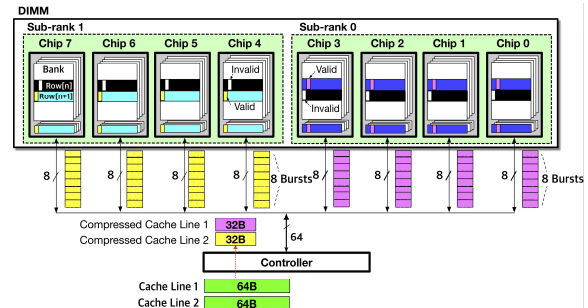 DIMM
Sub-rank 1
Sub-rank 0
Chip 7
Chip 6
Chip 5
Chip 4
Chip 3
Chip 2
Chip 1
Chip 0
Bank
Row[n]
Row[n+1]
Invalid
Valid
Valid
Invalid
8
8
8
8
8 Bursts
8
8
8
8
8 Bursts
Compressed Cache Line 1
32B
Compressed Cache Line 2
32B
64
Controller
Cache Line 1
64B
Cache Line 2
64B